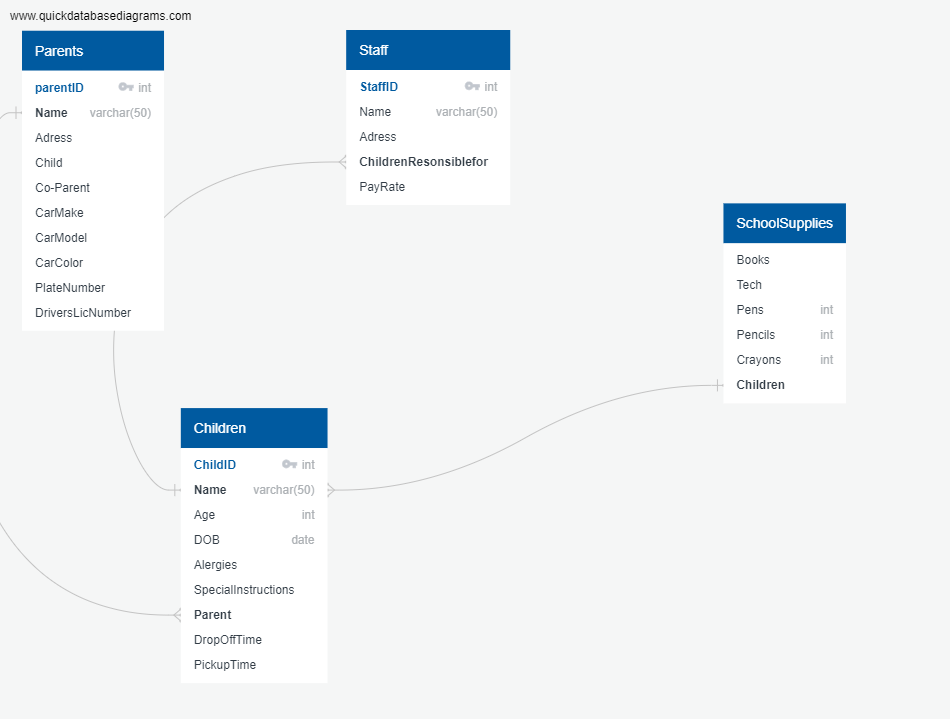 www.quickdatabasediagrams.com
Parents
parentID int
Name varchar(50)
Adress
Child
Co-Parent
CarMake
CarModel
CarColor
PlateNumber
DriversLicNumber
Staff
StaffID int
Name varchar(50)
Adress
ChildrenResonsiblefor
PayRate
SchoolSupplies
Books
Tech
Pens int
Pencils int
Crayons int
Children
Children
ChildID int
Name varchar(50)
Age int
DOB date
Alergies
SpecialInstructions
Parent
DropOffTime
PickupTime